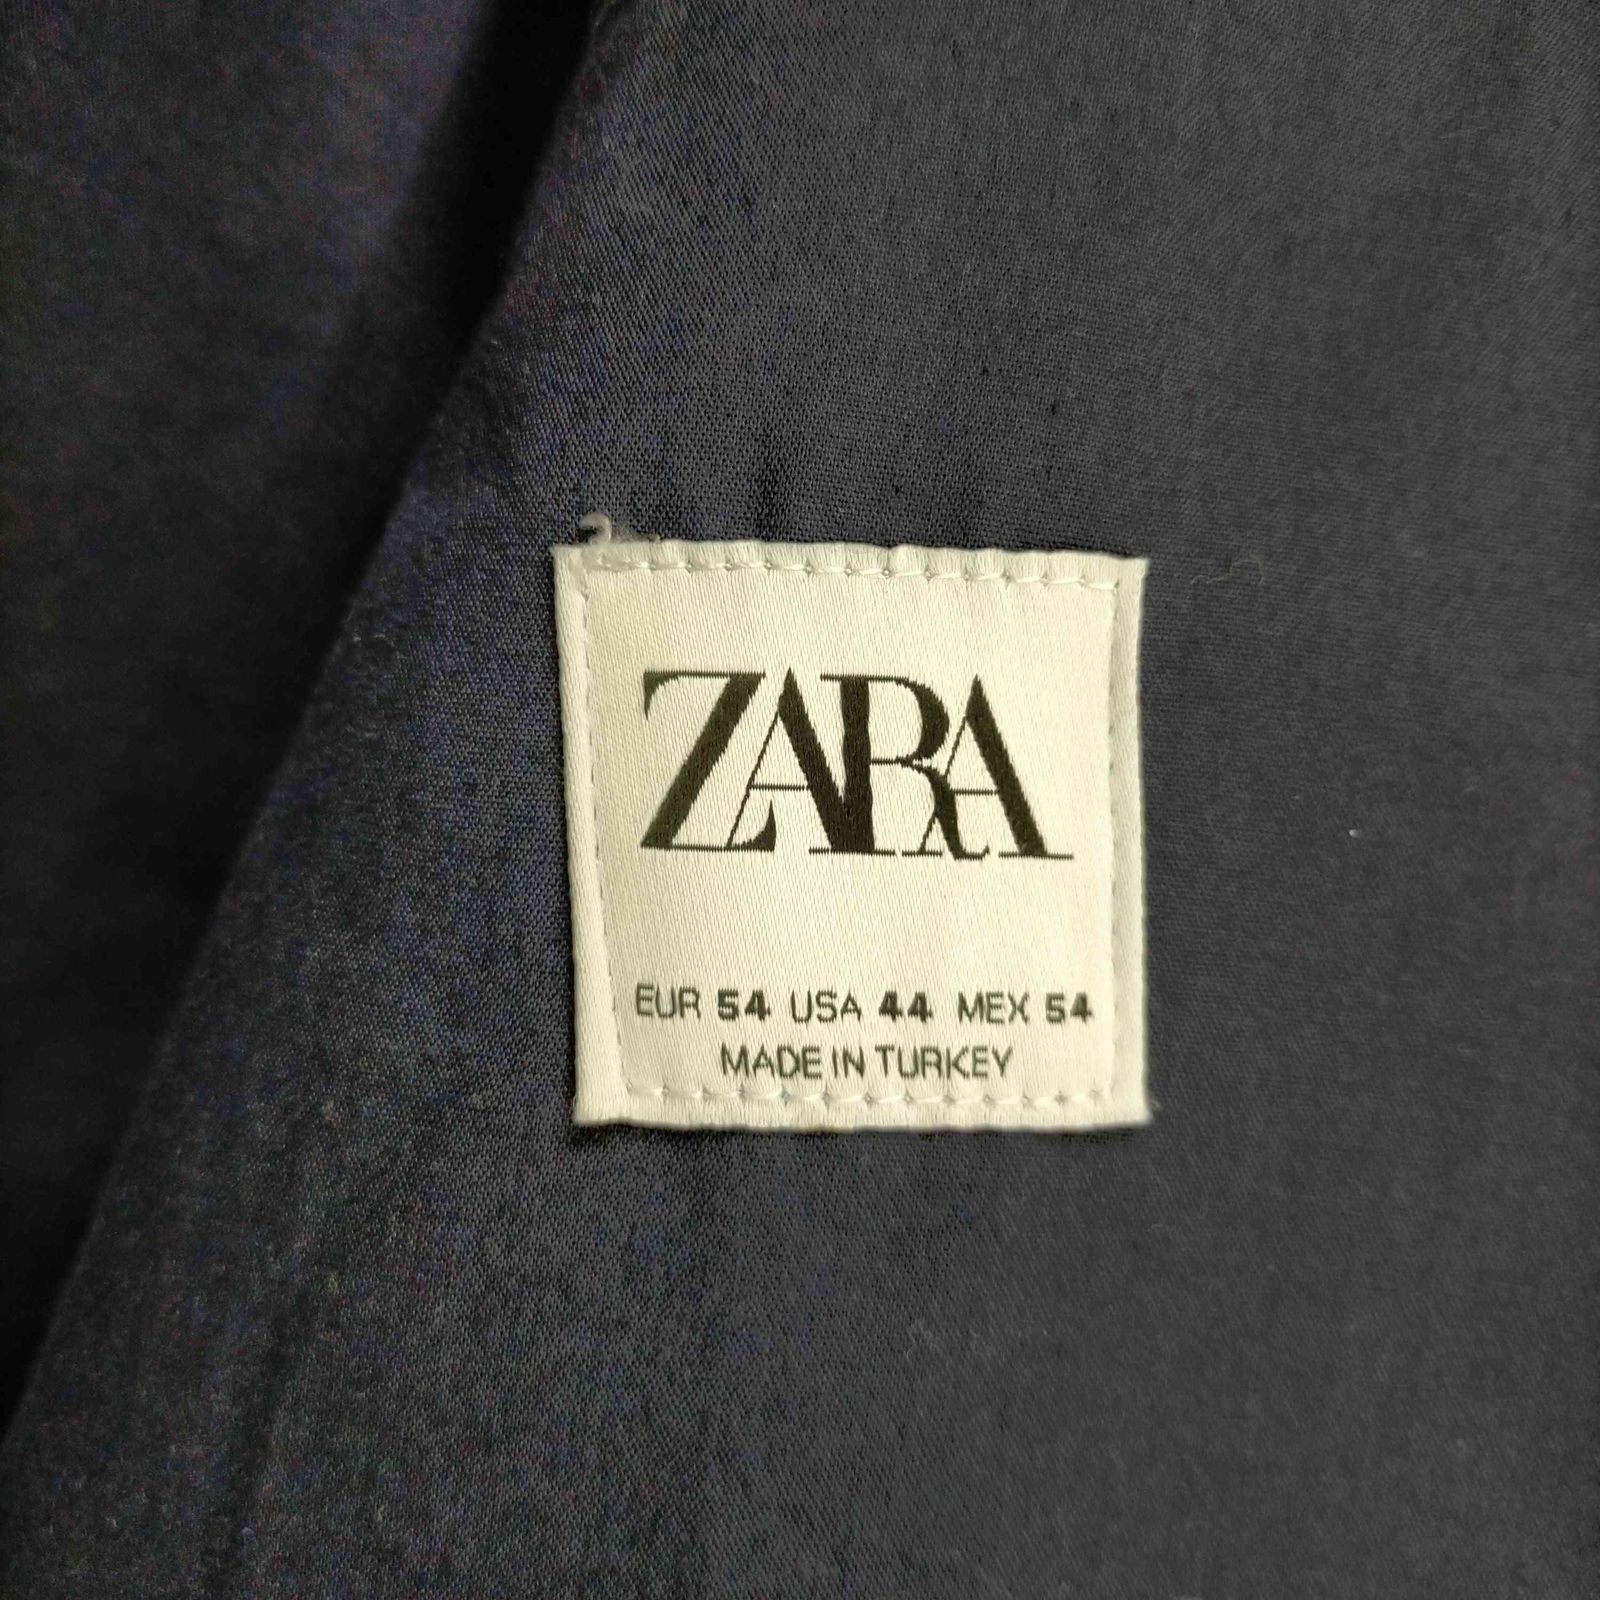 ZARA
EUR 54 USA 44 MEX 54
MADE IN TURKEY